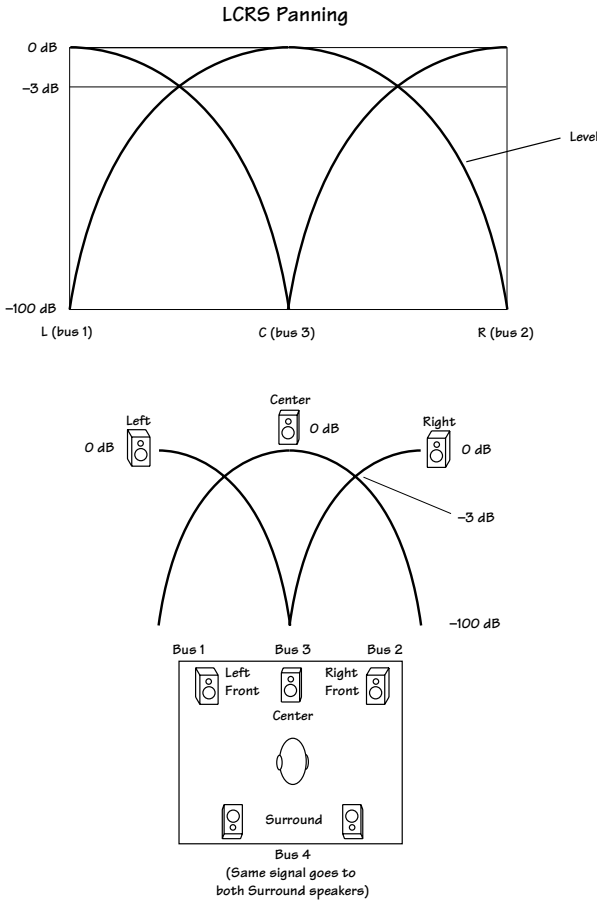 LCRS Panning
0 dB
–3 dB
Level
–100 dB
L (bus 1)
C (bus 3)
R (bus 2)
Center
Left
Right
0 dB
0 dB
0 dB
–3 dB
–100 dB
Bus 1
Bus 3
Bus 2
Left
Front
Right
Front
Center
Surround
Bus 4
(Same signal goes to
both Surround speakers)